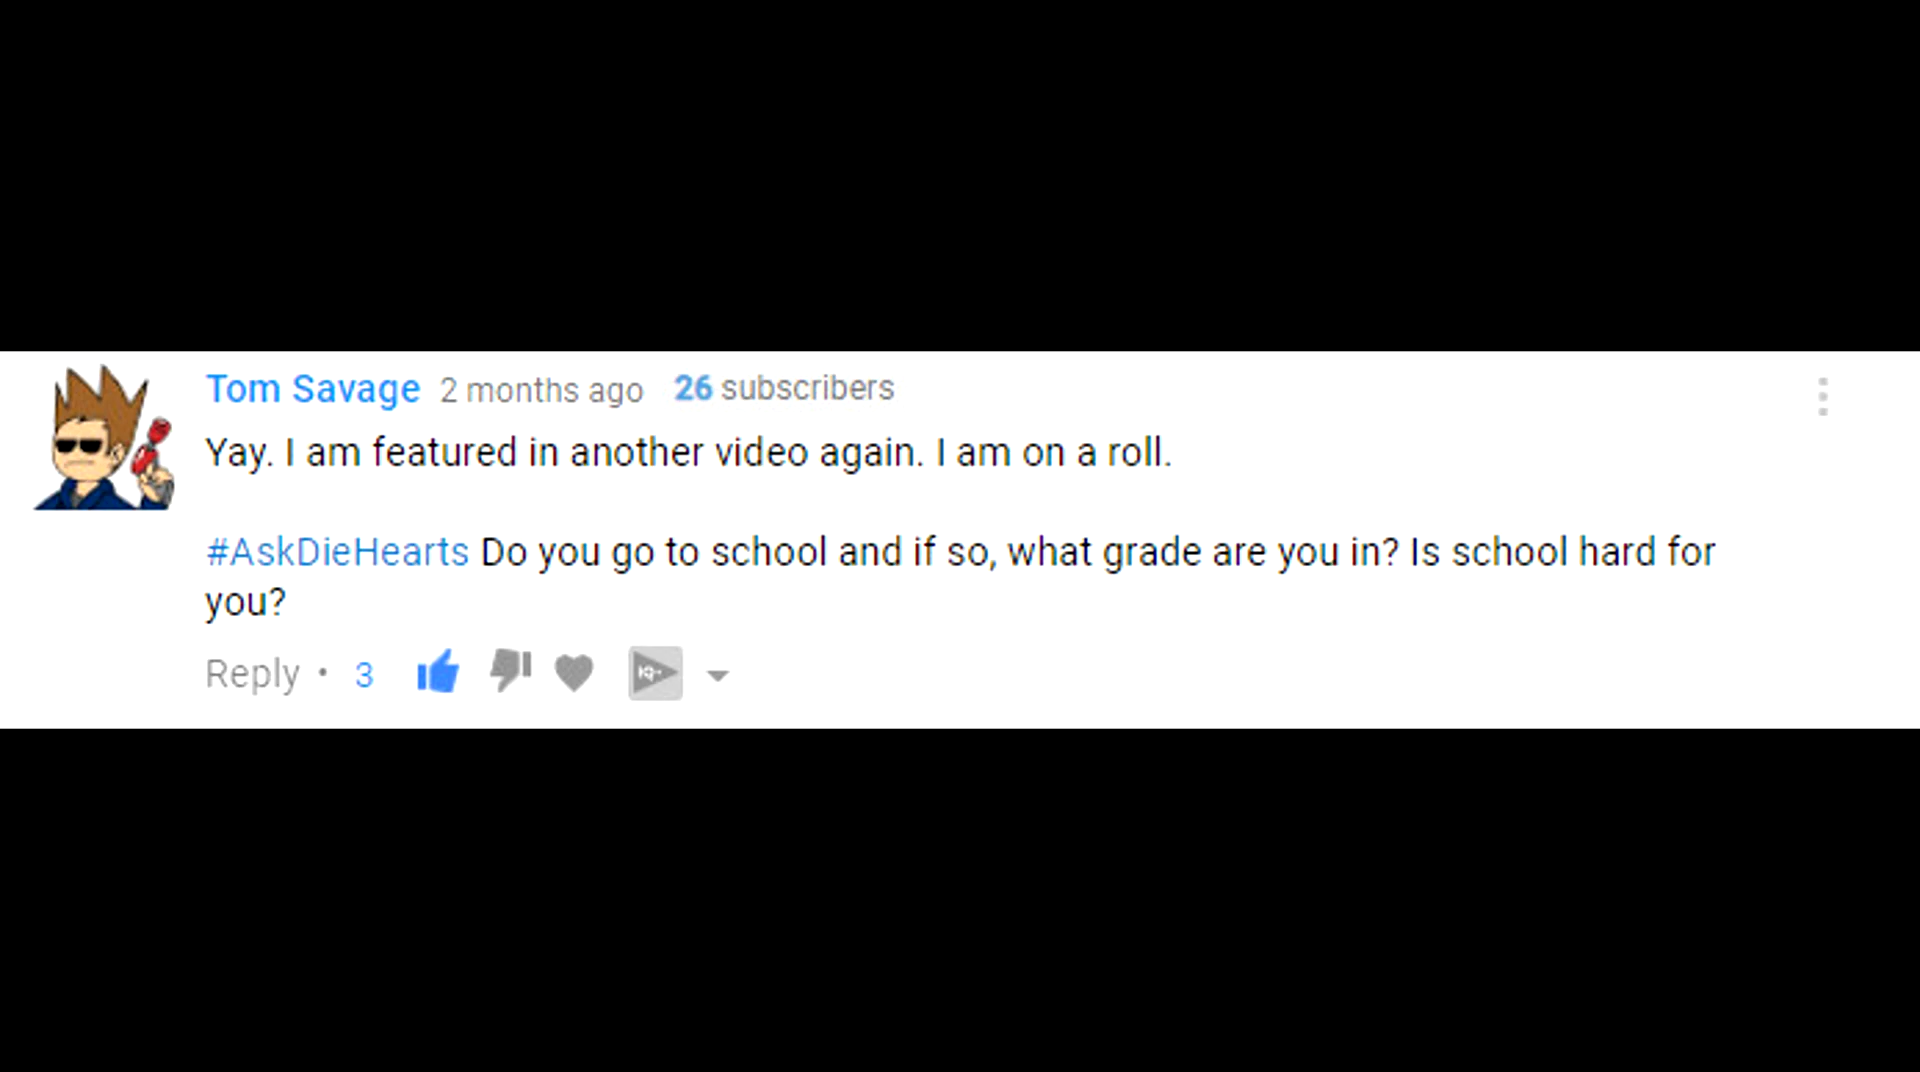 Tom Savage 2 months ago 26 subscribers
Yay. I am featured in another video again. I am on a roll.
#AskDieHearts Do you go to school and if so, what grade are you in? Is school hard for
you?
Reply • 3